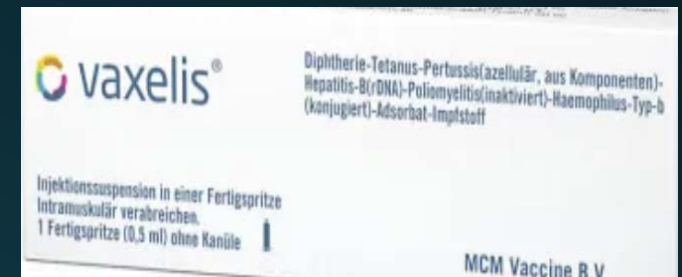 vaxelis®
Diphtherie-Tetanus-Pertussis(azellulär, aus Komponenten)-
Hepatitis-B(rDNA)-Poliomyelitis(inaktiviert)-Haemophilus-Typ-b
(konjugiert)-Adsorbat-Impfstoff
Injektionssuspension in einer Fertigspritze
Intramuskulär verabreichen.
1 Fertigspritze (0,5 ml) ohne Kanüle
MCM Vaccine B.V.